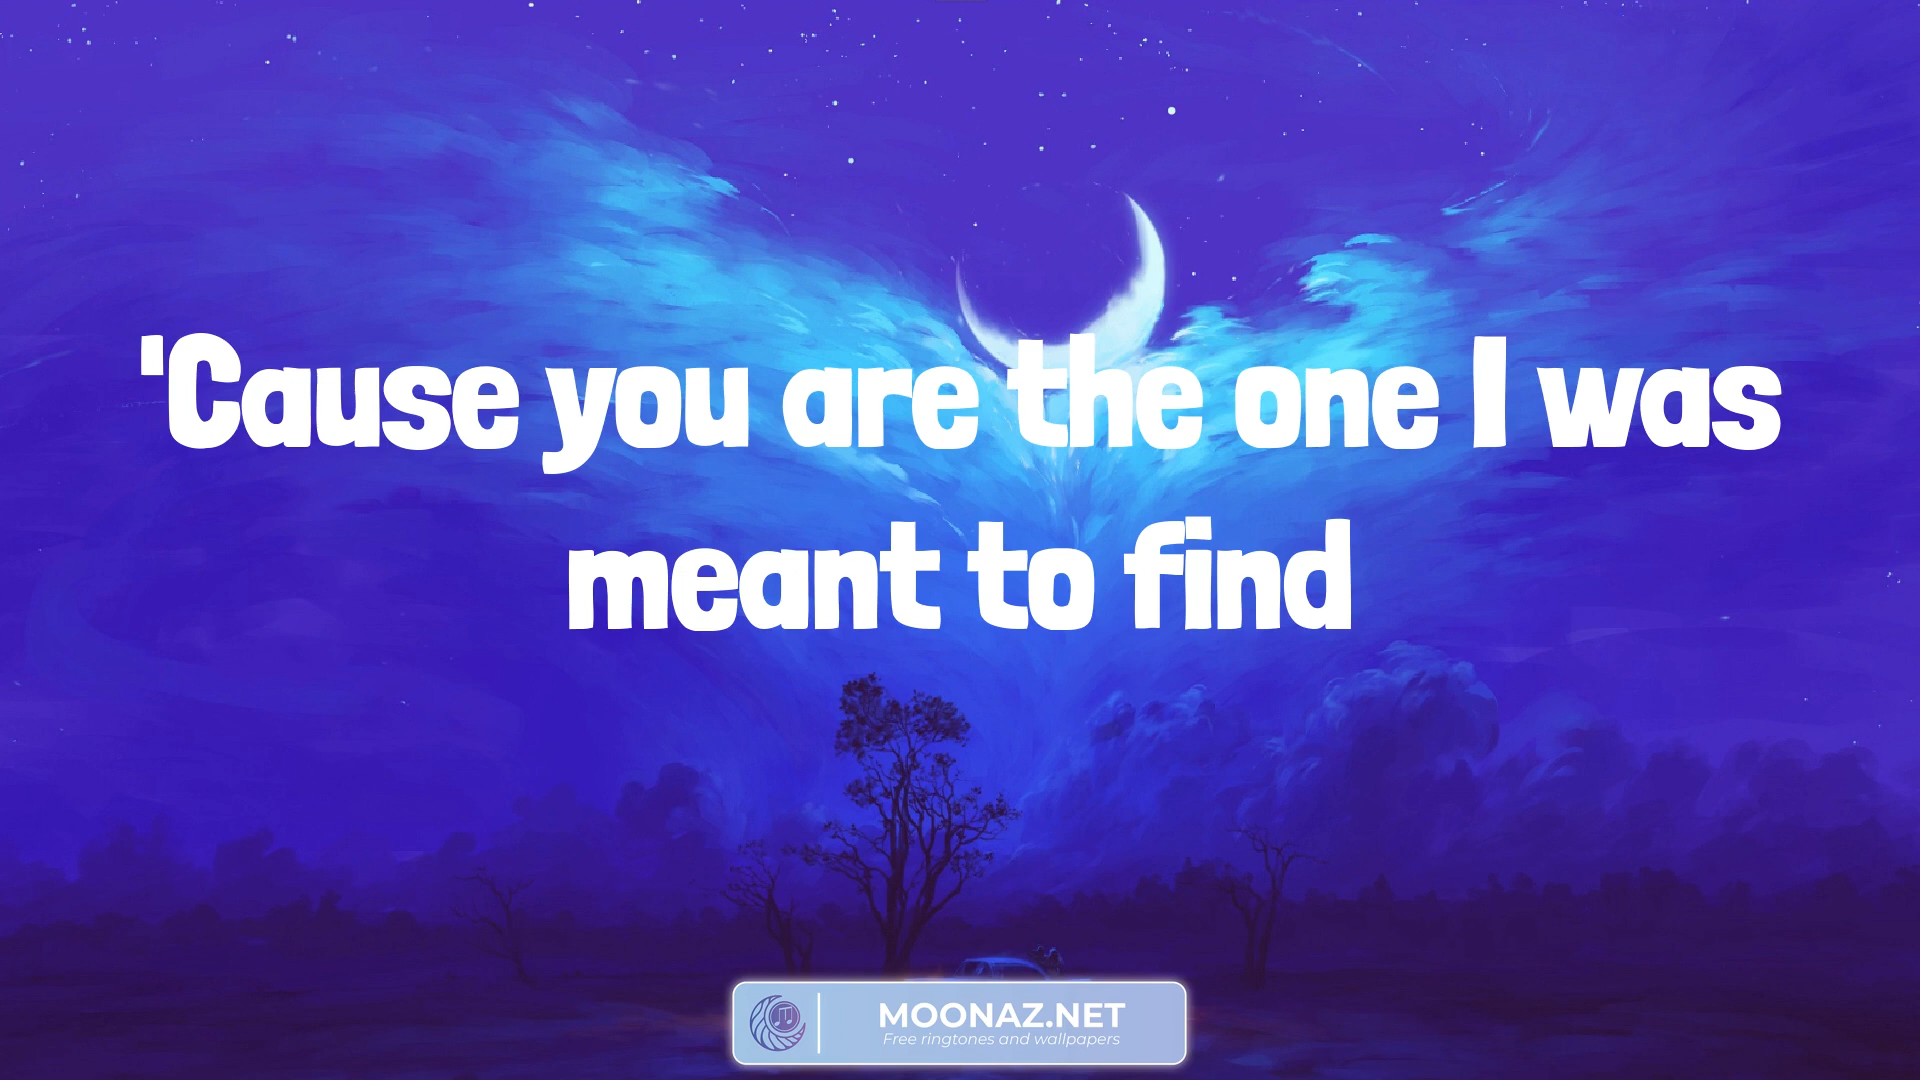 'Cause you are the one I was
meant to find
MOONAZ.NET
Free ringtones and wallpapers